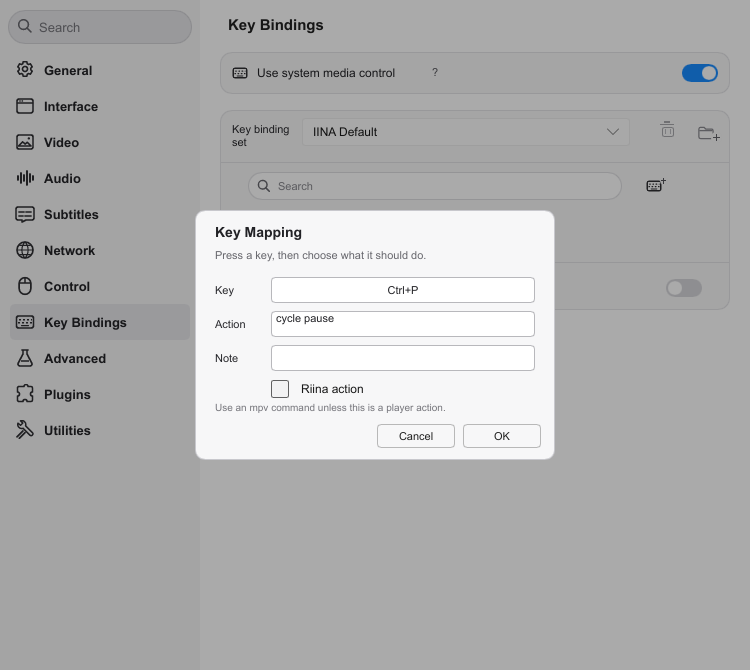 Search
General
Interface
Video
Audio
Subtitles
Network
Control
Key Bindings
Advanced
Plugins
Utilities
Key Bindings
Use system media control ?
Key binding set
IINA Default
Search
Key Mapping
Press a key, then choose what it should do.
Key Ctrl+P
Action cycle pause
Note
Riina action
Use an mpv command unless this is a player action.
Cancel OK